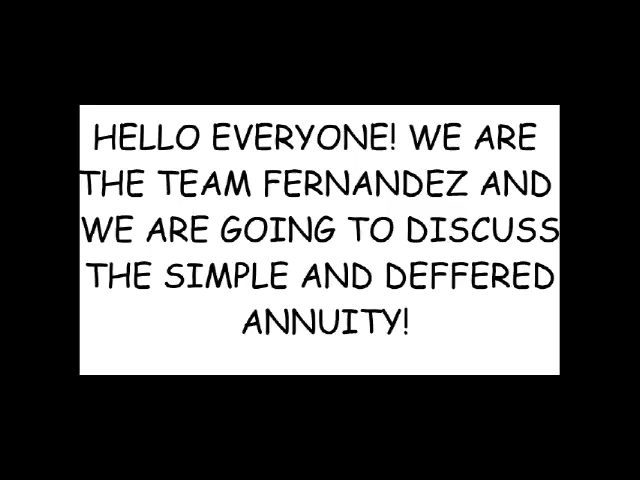 HELLO EVERYONE! WE ARE
THE TEAM FERNANDEZ AND
WE ARE GOING TO DISCUSS
THE SIMPLE AND DEFFERED
ANNUITY!